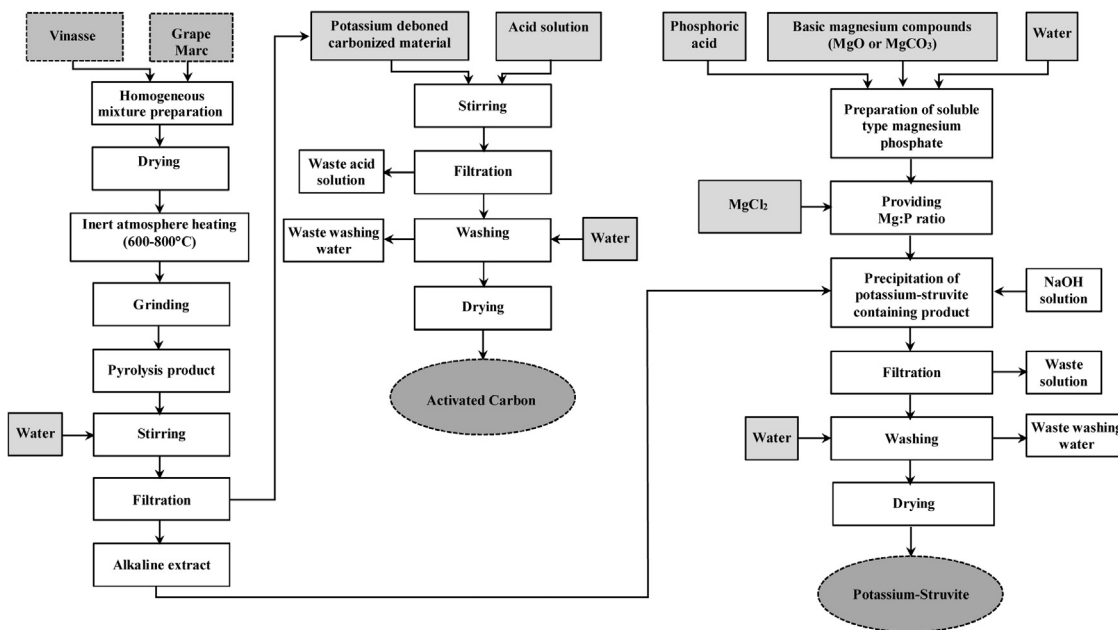 Vinasse
Grape
Marc
Homogeneous
mixture preparation
Drying
Inert atmosphere heating
(600-800°C)
Grinding
Pyrolysis product
Water
Stirring
Filtration
Alkaline extract
Potassium deboned
carbonized material
Acid solution
Stirring
Waste acid
solution
Filtration
Waste washing
water
Washing
Water
Drying
Activated Carbon
Phosphoric
acid
Basic magnesium compounds
(MgO or MgCO₃)
Water
Preparation of soluble
type magnesium
phosphate
MgCl₂
Providing
Mg:P ratio
Precipitation of
potassium-struvite
containing product
NaOH
solution
Filtration
Waste
solution
Water
Washing
Waste washing
water
Drying
Potassium-Struvite